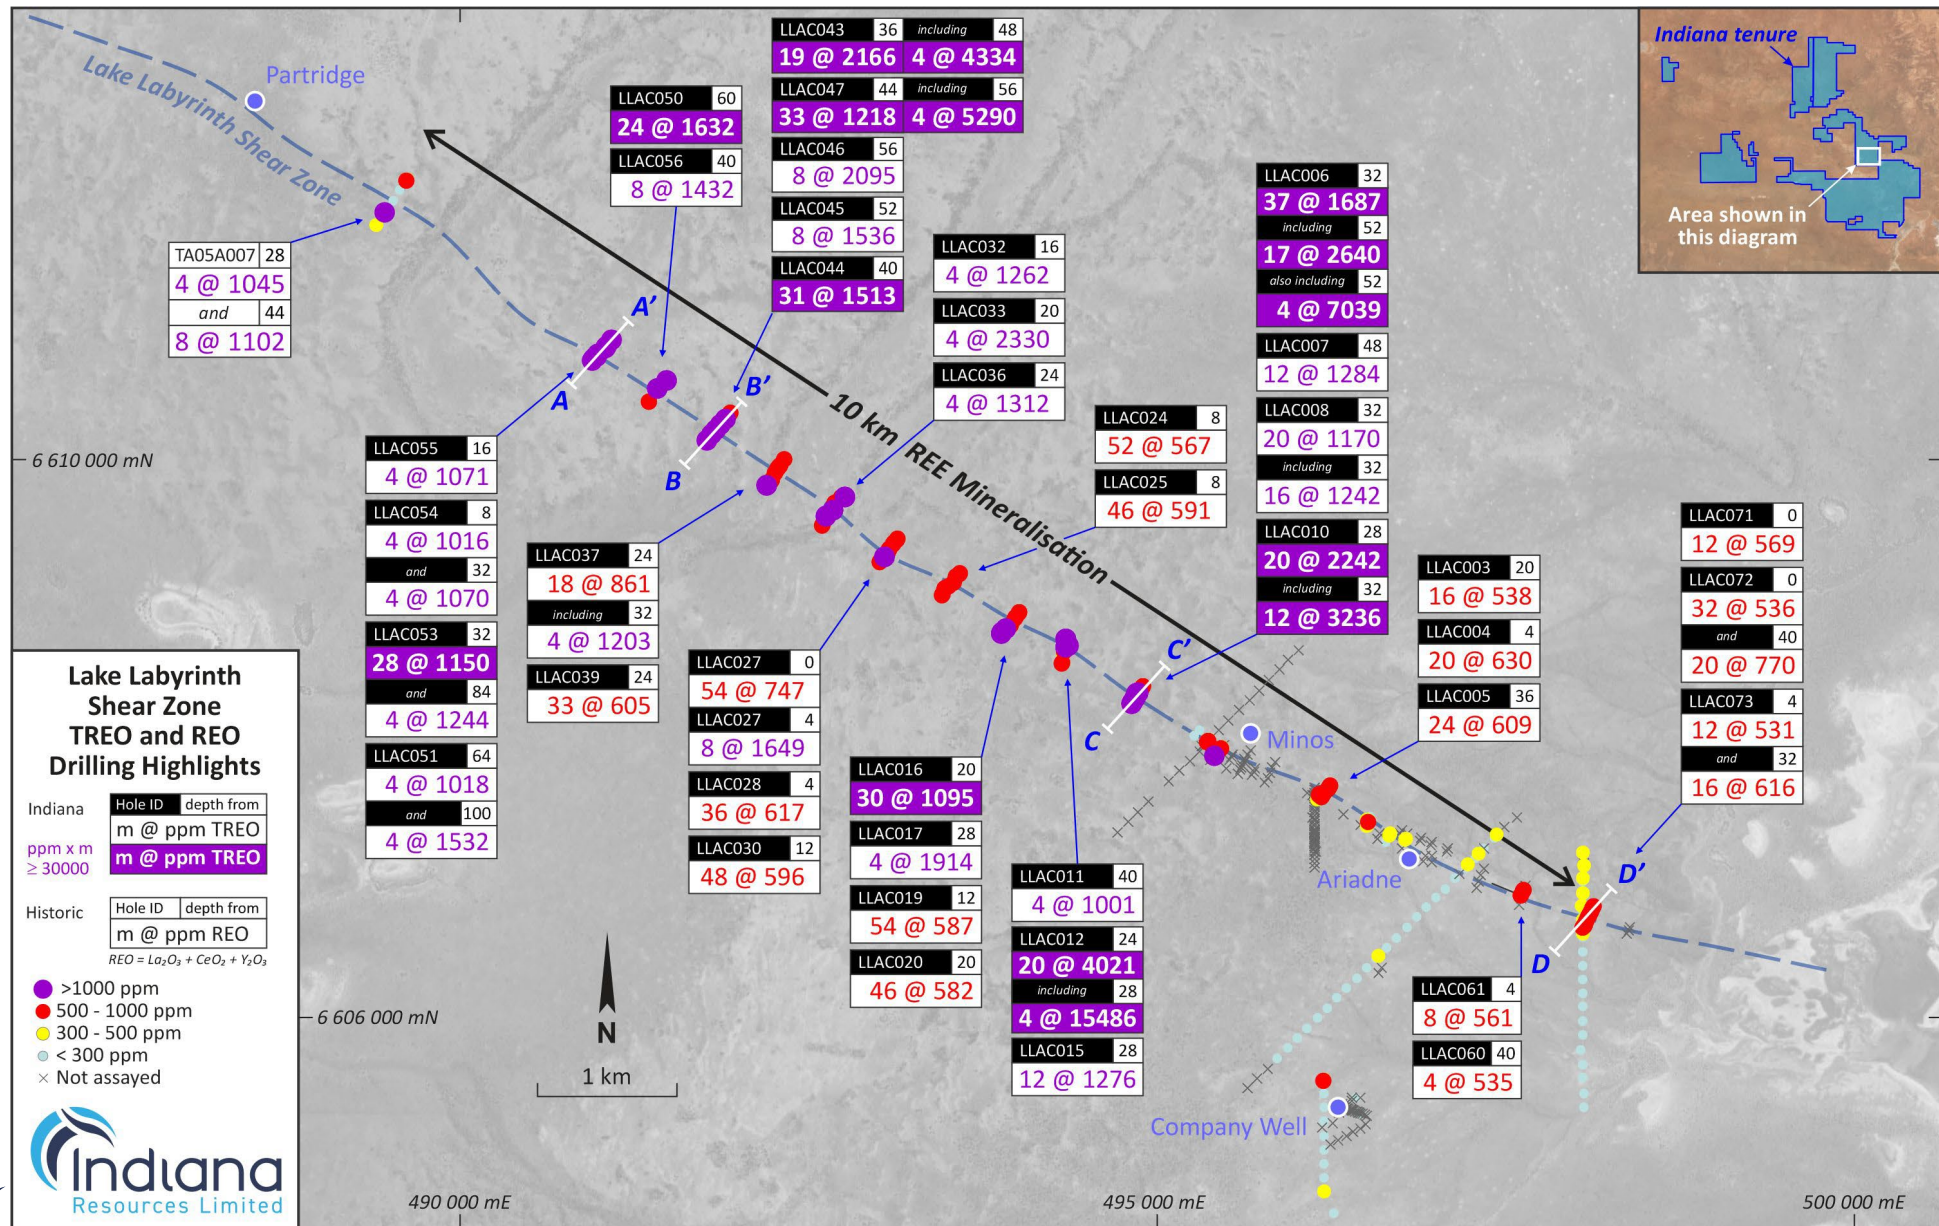 Lake Labyrinth Shear Zone
Partridge
TA05A007 28
4 @ 1045
and 44
8 @ 1102
LLAC050 60
24 @ 1632
LLAC056 40
8 @ 1432
LLAC043 36 including 48
19 @ 2166 4 @ 4334
LLAC047 44 including 56
33 @ 1218 4 @ 5290
LLAC046 56
8 @ 2095
LLAC045 52
8 @ 1536
LLAC044 40
31 @ 1513
LLAC032 16
4 @ 1262
LLAC033 20
4 @ 2330
LLAC036 24
4 @ 1312
LLAC024 8
52 @ 567
LLAC025 8
46 @ 591
LLAC006 32
37 @ 1687
including 52
17 @ 2640
also including 52
4 @ 7039
LLAC007 48
12 @ 1284
LLAC008 32
20 @ 1170
including 32
16 @ 1242
LLAC010 28
20 @ 2242
including 32
12 @ 3236
Indiana tenure
Area shown in
this diagram
A'
A
B'
B
10 km REE Mineralisation
C'
C
D'
D
6 610 000 mN
LLAC055 16
4 @ 1071
LLAC054 8
4 @ 1016
and 32
4 @ 1070
LLAC053 32
28 @ 1150
and 84
4 @ 1244
LLAC051 64
4 @ 1018
and 100
4 @ 1532
LLAC037 24
18 @ 861
including 32
4 @ 1203
LLAC039 24
33 @ 605
LLAC027 0
54 @ 747
LLAC027 4
8 @ 1649
LLAC028 4
36 @ 617
LLAC030 12
48 @ 596
LLAC016 20
30 @ 1095
LLAC017 28
4 @ 1914
LLAC019 12
54 @ 587
LLAC020 20
46 @ 582
LLAC011 40
4 @ 1001
LLAC012 24
20 @ 4021
including 28
4 @ 15486
LLAC015 28
12 @ 1276
LLAC003 20
16 @ 538
LLAC004 4
20 @ 630
LLAC005 36
24 @ 609
LLAC071 0
12 @ 569
LLAC072 0
32 @ 536
and 40
20 @ 770
LLAC073 4
12 @ 531
and 32
16 @ 616
LLAC061 4
8 @ 561
LLAC060 40
4 @ 535
Minos
Ariadne
Company Well
Lake Labyrinth
Shear Zone
TREO and REO
Drilling Highlights
Indiana
Hole ID depth from
m @ ppm TREO
ppm x m
≥ 30000
m @ ppm TREO
Historic
Hole ID depth from
m @ ppm REO
REO = La₂O₃ + CeO₂ + Y₂O₃
>1000 ppm
500 - 1000 ppm
300 - 500 ppm
< 300 ppm
Not assayed
Indiana
Resources Limited
N
1 km
6 606 000 mN
490 000 mE
495 000 mE
500 000 mE